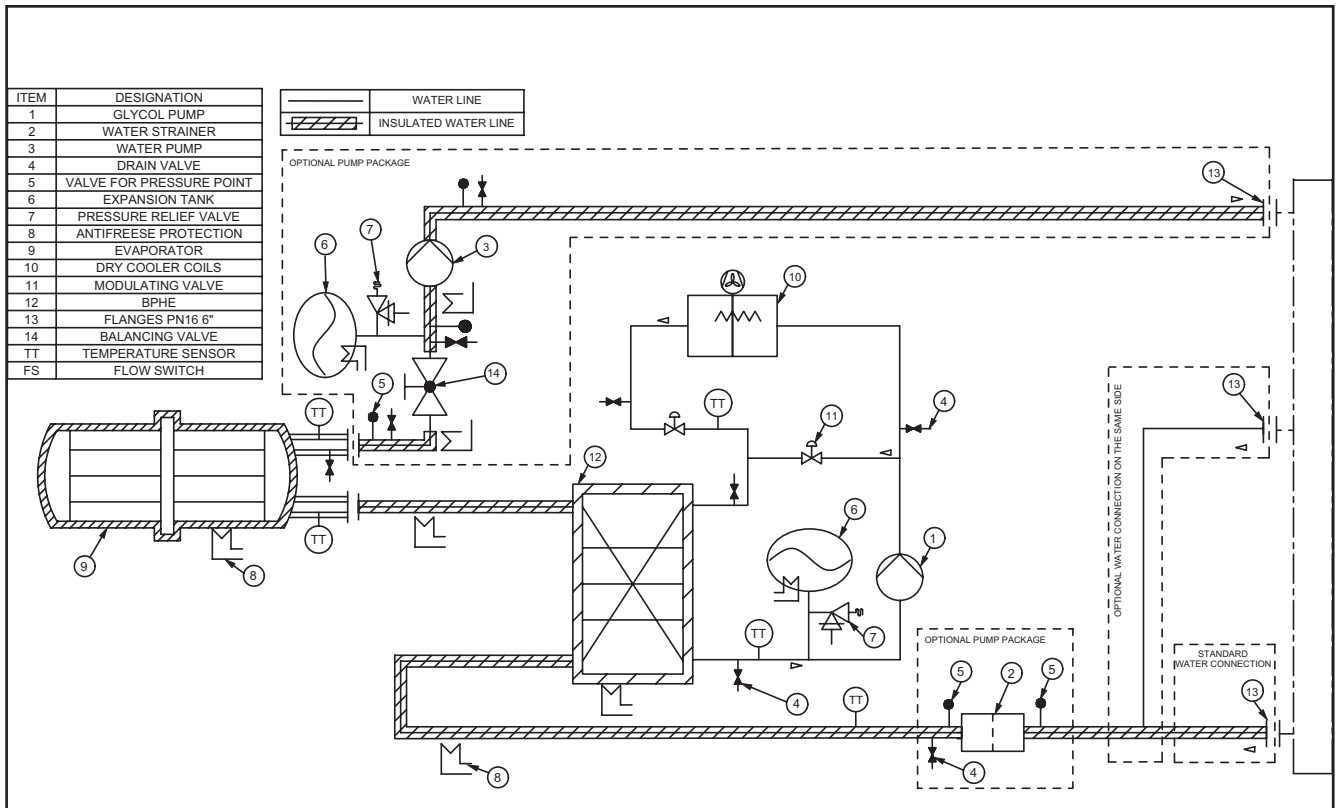 ITEM DESIGNATION
1 GLYCOL PUMP
2 WATER STRAINER
3 WATER PUMP
4 DRAIN VALVE
5 VALVE FOR PRESSURE POINT
6 EXPANSION TANK
7 PRESSURE RELIEF VALVE
8 ANTIFREESE PROTECTION
9 EVAPORATOR
10 DRY COOLER COILS
11 MODULATING VALVE
12 BPHE
13 FLANGES PN16 6"
14 BALANCING VALVE
TT TEMPERATURE SENSOR
FS FLOW SWITCH
WATER LINE
INSULATED WATER LINE
OPTIONAL PUMP PACKAGE
13
7
6
3
10
14
5
TT
TT
11
4
13
OPTIONAL WATER CONNECTION ON THE SAME SIDE
12
TT
9
8
6
1
TT
7
4
OPTIONAL PUMP PACKAGE
5
2
5
4
STANDARD
WATER CONNECTION
13
TT
8